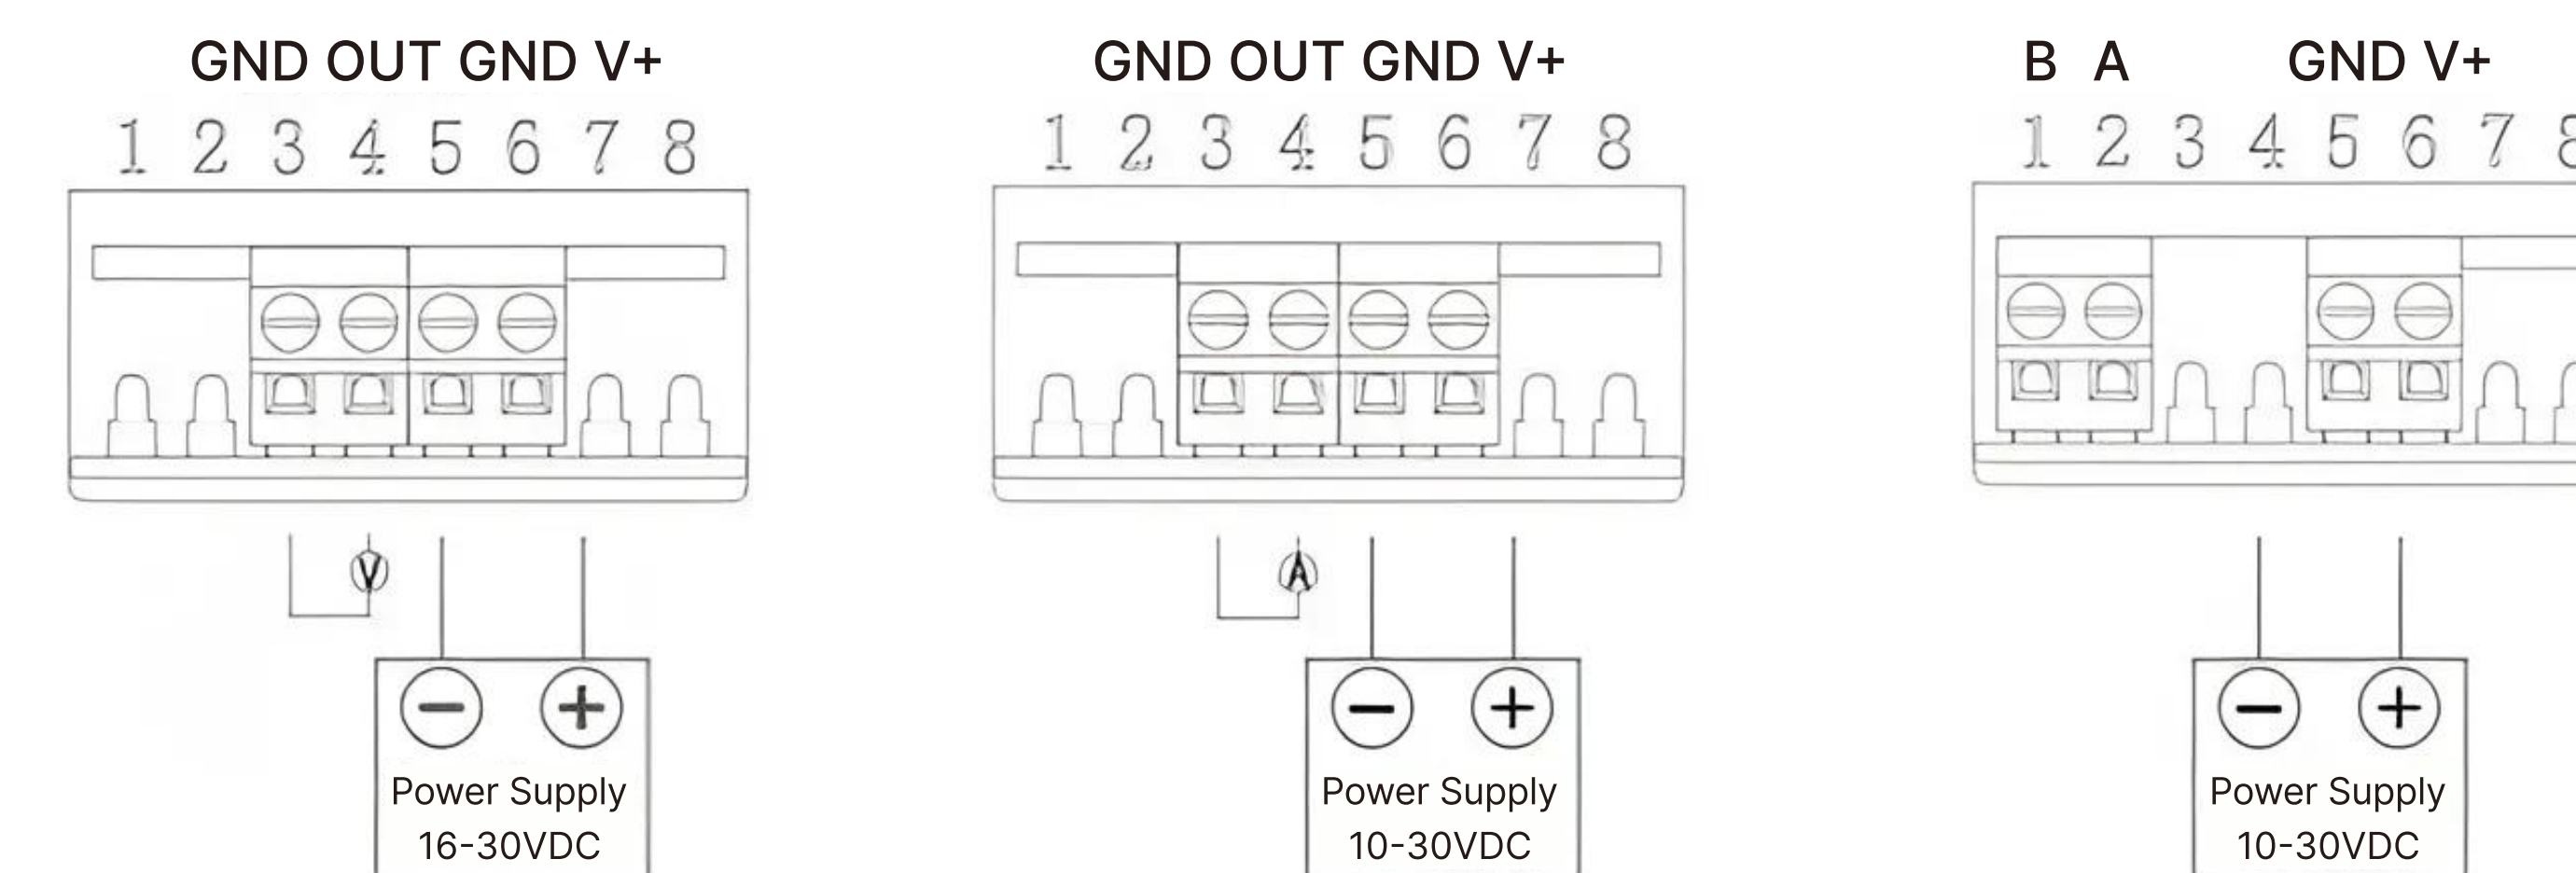 GND OUT GND V+
1 2 3 4 5 6 7 8
V
− +
Power Supply
16-30VDC
GND OUT GND V+
1 2 3 4 5 6 7 8
A
− +
Power Supply
10-30VDC
B A GND V+
1 2 3 4 5 6 7 8
− +
Power Supply
10-30VDC